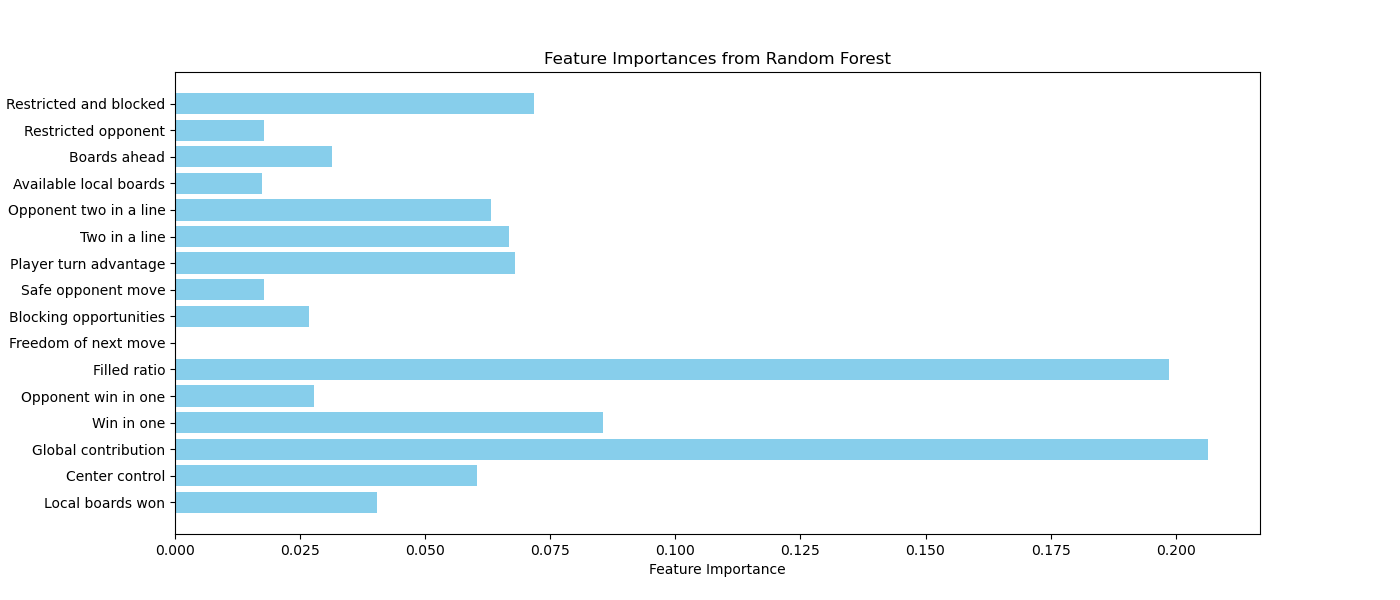 Feature Importances from Random Forest
Restricted and blocked
Restricted opponent
Boards ahead
Available local boards
Opponent two in a line
Two in a line
Player turn advantage
Safe opponent move
Blocking opportunities
Freedom of next move
Filled ratio
Opponent win in one
Win in one
Global contribution
Center control
Local boards won
0.000 0.025 0.050 0.075 0.100 0.125 0.150 0.175 0.200
Feature Importance